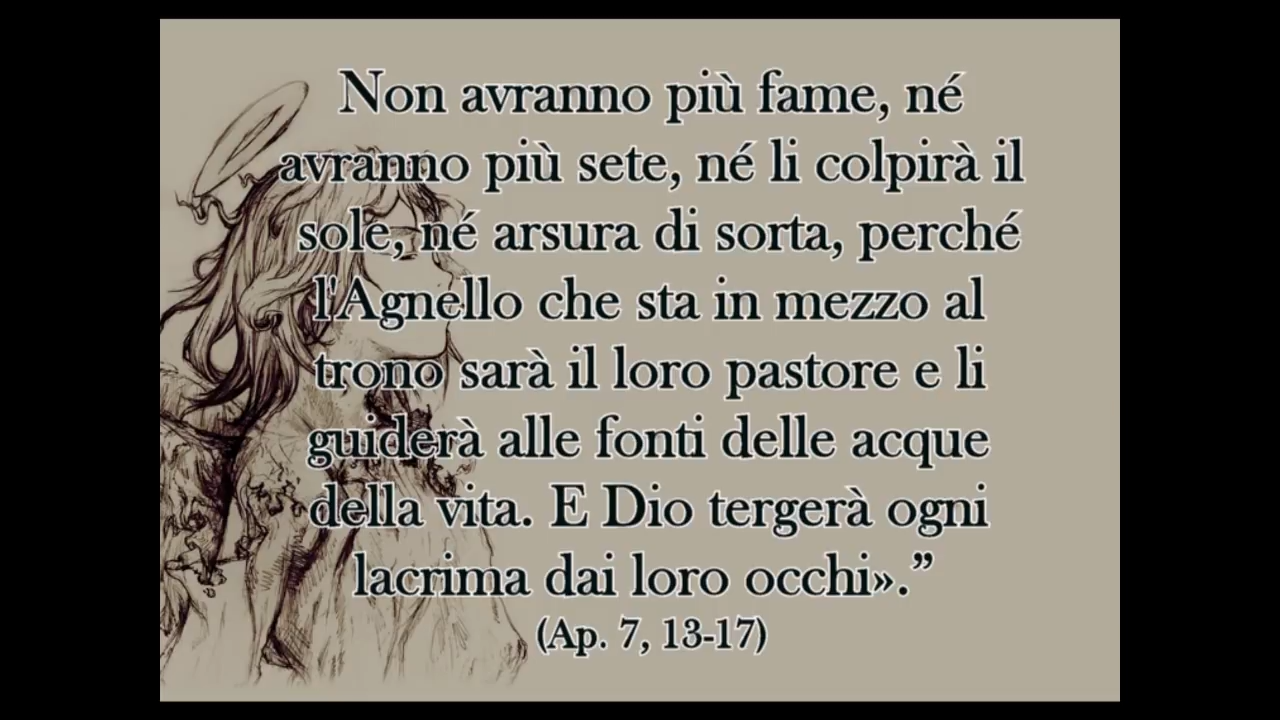 Non avranno più fame, né
avranno più sete, né li colpirà il
sole, né arsura di sorta, perché
l'Agnello che sta in mezzo al
trono sarà il loro pastore e li
guiderà alle fonti delle acque
della vita. E Dio tergerà ogni
lacrima dai loro occhi».”
(Ap. 7, 13-17)